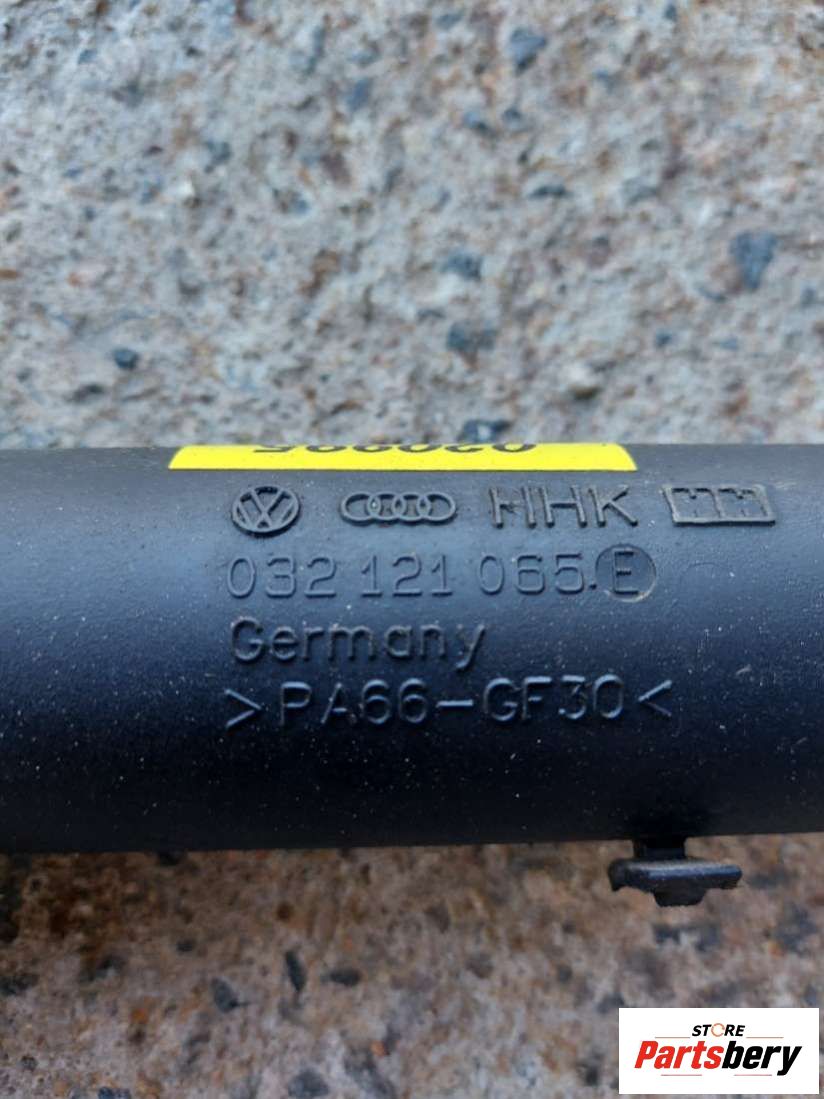 HHK
032 121 065 E
Germany
>PA66-GF30<
STORE
Partsbery